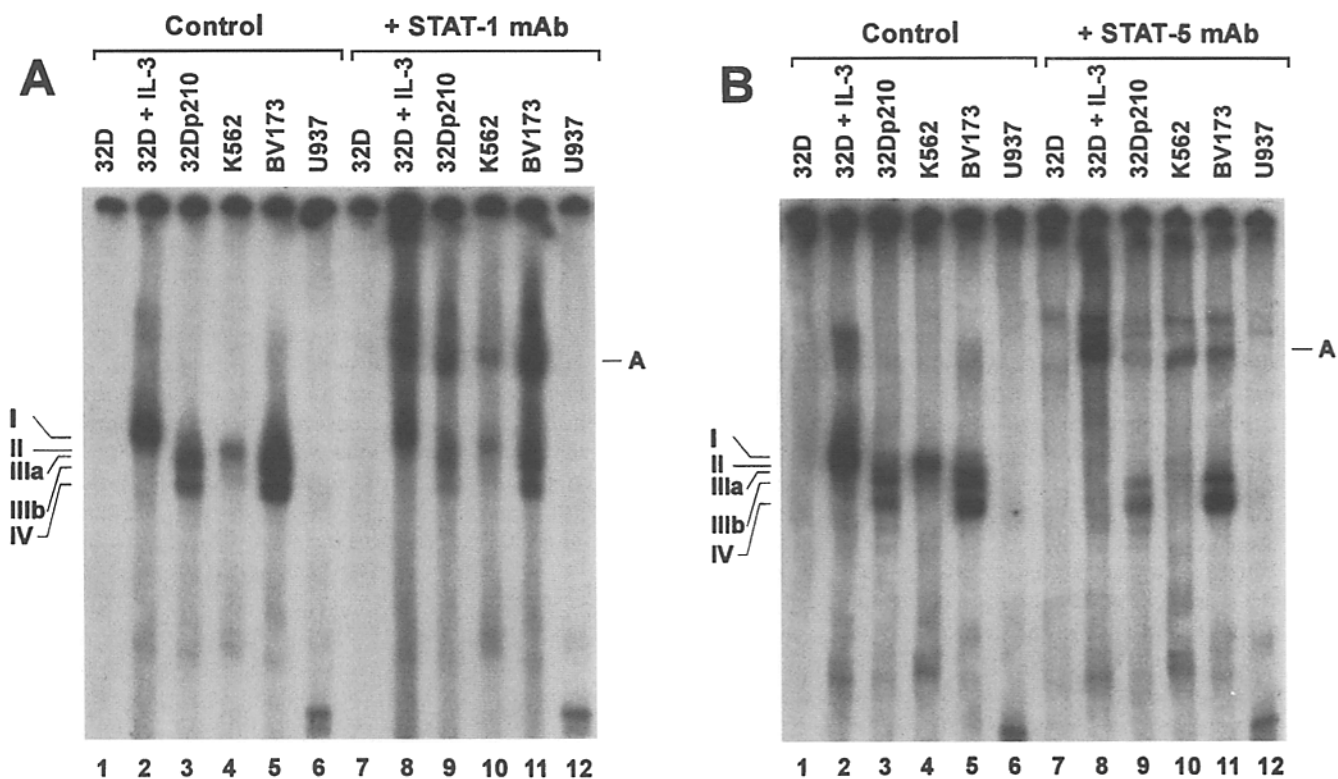 A
Control
+ STAT-1 mAb
32D
32D + IL-3
32Dp210
K562
BV173
U937
32D
32D + IL-3
32Dp210
K562
BV173
U937
I
II
IIIa
IIIb
IV
A
1 2 3 4 5 6 7 8 9 10 11 12
B
Control
+ STAT-5 mAb
32D
32D + IL-3
32Dp210
K562
BV173
U937
32D
32D + IL-3
32Dp210
K562
BV173
U937
I
II
IIIa
IIIb
IV
A
1 2 3 4 5 6 7 8 9 10 11 12